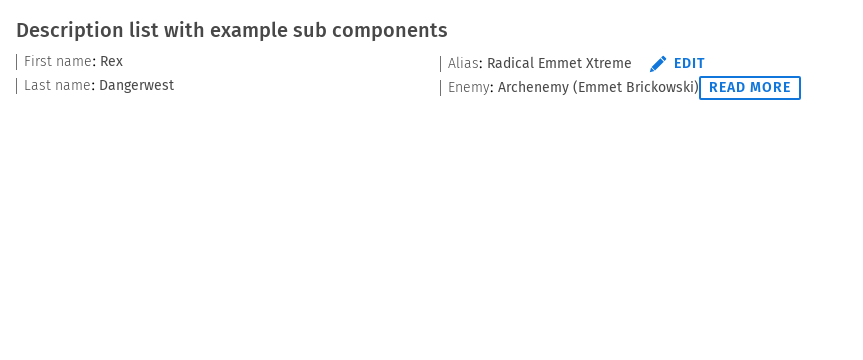 Description list with example sub components
First name: Rex
Last name: Dangerwest
Alias: Radical Emmet Xtreme EDIT
Enemy: Archenemy (Emmet Brickowski) READ MORE